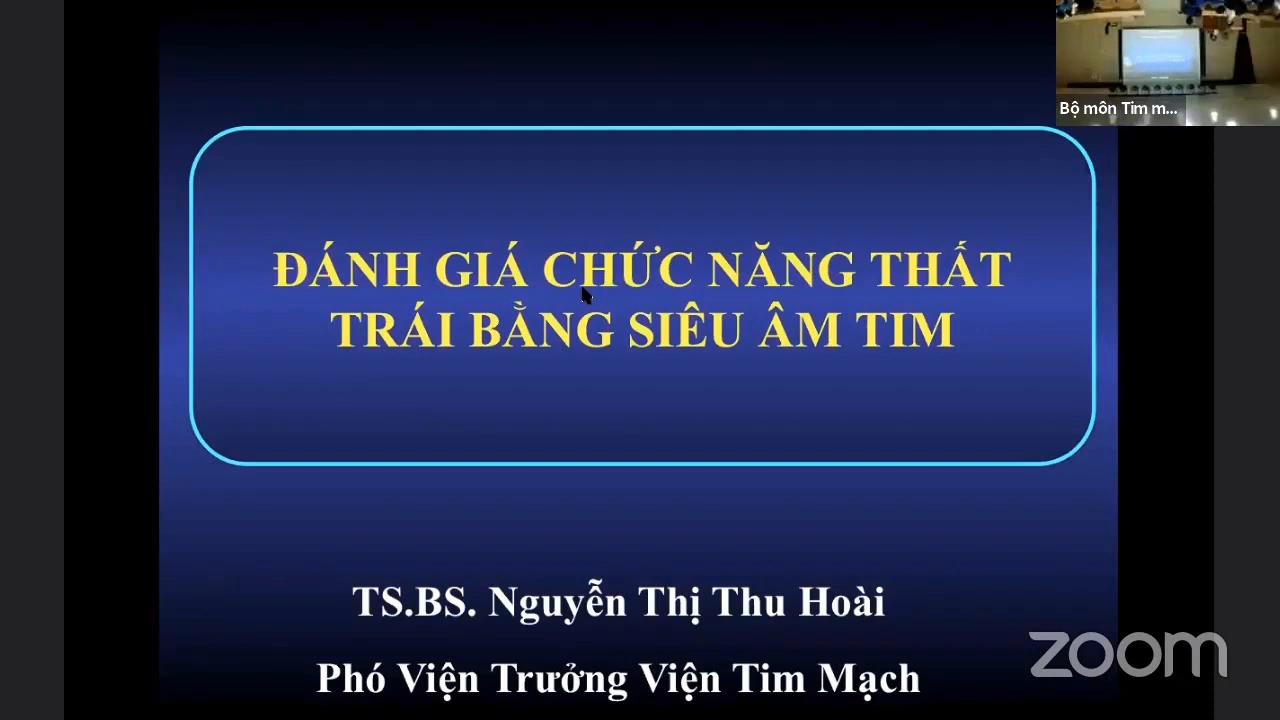 Bộ môn Tim m...
ĐÁNH GIÁ CHỨC NĂNG THẤT
TRÁI BẰNG SIÊU ÂM TIM
TS.BS. Nguyễn Thị Thu Hoài
Phó Viện Trưởng Viện Tim Mạch
zoom